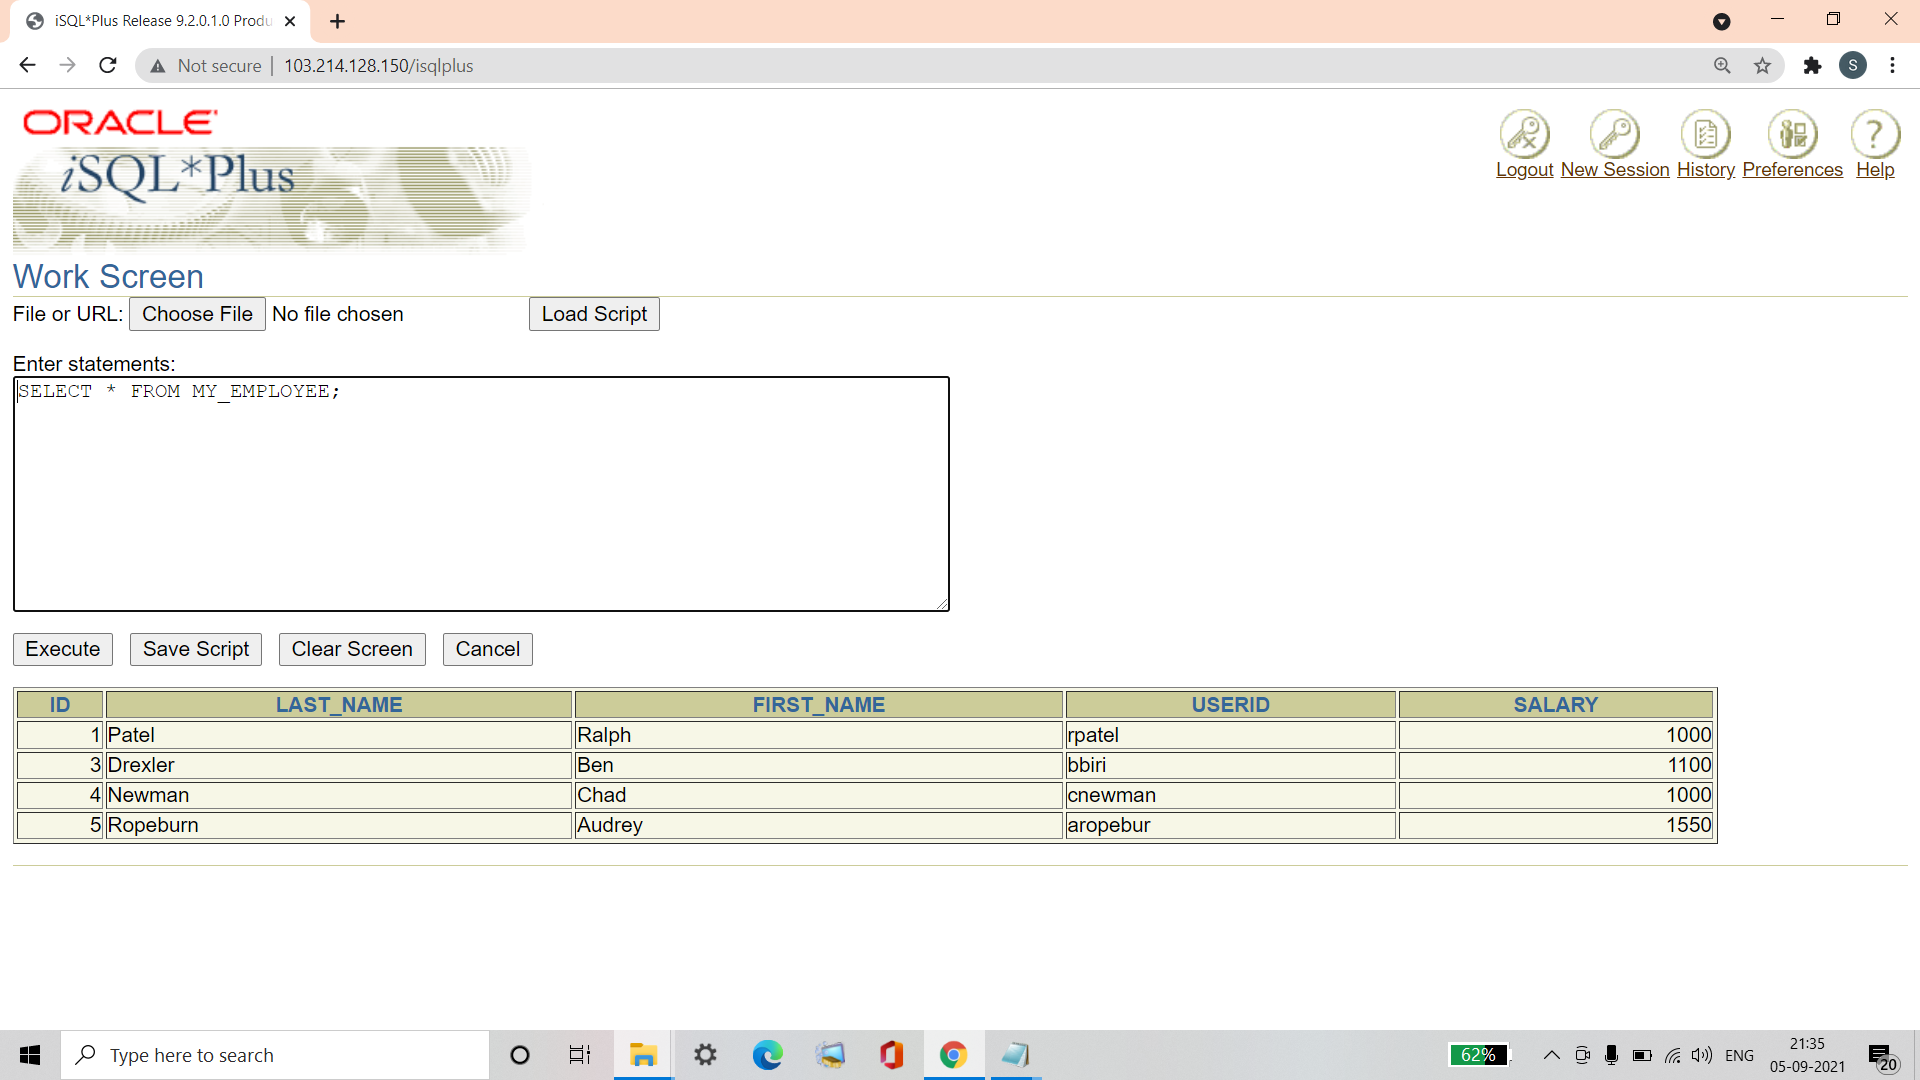 iSQL*Plus Release 9.2.0.1.0 Produ
Not secure | 103.214.128.150/isqlplus
S
ORACLE
iSQL*Plus
Logout New Session History Preferences Help
Work Screen
File or URL: Choose File No file chosen Load Script
Enter statements:
SELECT * FROM MY_EMPLOYEE;
Execute Save Script Clear Screen Cancel
ID LAST_NAME FIRST_NAME USERID SALARY
1 Patel Ralph rpatel 1000
3 Drexler Ben bbiri 1100
4 Newman Chad cnewman 1000
5 Ropeburn Audrey aropebur 1550
Type here to search
62%
ENG
21:35
05-09-2021
20